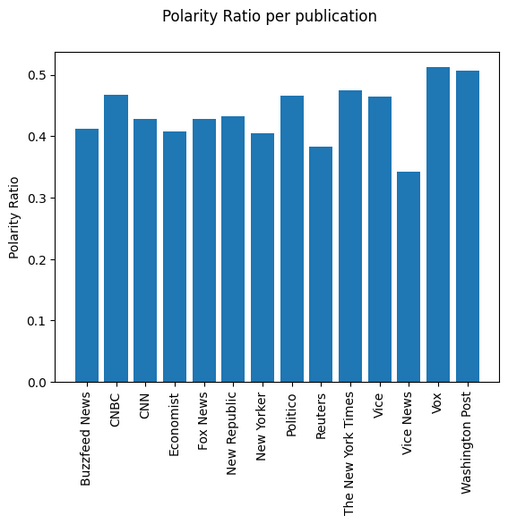 Polarity Ratio per publication
0.5
0.4
0.3
0.2
0.1
0.0
Polarity Ratio
Buzzfeed News
CNBC
CNN
Economist
Fox News
New Republic
New Yorker
Politico
Reuters
The New York Times
Vice
Vice News
Vox
Washington Post